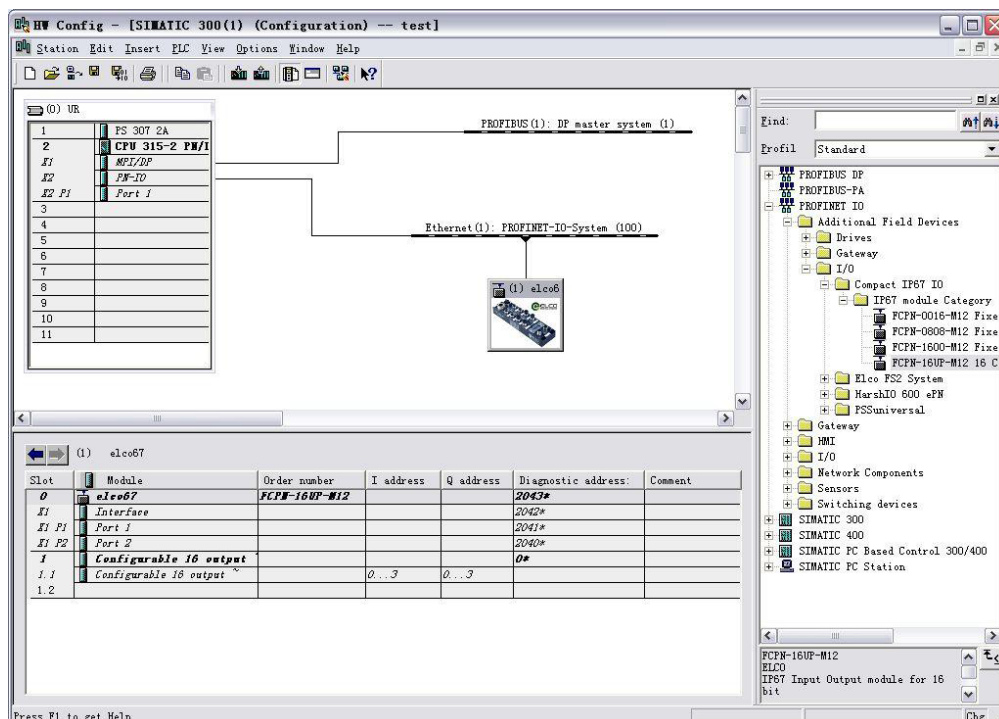 HW Config - [SIMATIC 300(1) (Configuration) -- test]
Station Edit Insert PLC View Options Window Help
(0) UR
1 PS 307 2A
2 CPU 315-2 PN/I
X1 MPI/DP
X2 PN-IO
X2 P1 Port 1
3
4
5
6
7
8
9
10
11
PROFIBUS(1): DP master system (1)
Ethernet(1): PROFINET-IO-System (100)
(1) elco6
ELCO
Find:
Profil Standard
PROFIBUS DP
PROFIBUS-PA
PROFINET IO
Additional Field Devices
Drives
Gateway
I/O
Compact IP67 IO
IP67 module Category
FCPN-0016-M12 Fixe
FCPN-0808-M12 Fixe
FCPN-1600-M12 Fixe
FCPN-16UP-M12 16 C
Elco FS2 System
HarshIO 600 ePN
PSSuniversal
Gateway
HMI
I/O
Network Components
Sensors
Switching devices
SIMATIC 300
SIMATIC 400
SIMATIC PC Based Control 300/400
SIMATIC PC Station
(1) elco67
Slot Module Order number I address Q address Diagnostic address: Comment
0 elco67 FCPN-16UP-M12 2043*
X1 Interface 2042*
X1 P1 Port 1 2041*
X1 P2 Port 2 2040*
1 Configurable 16 output ~ 0*
1.1 Configurable 16 output ~ 0...3 0...3
1.2
FCPN-16UP-M12
ELCO
IP67 Input Output module for 16
bit
Press F1 to get Help.
Chg